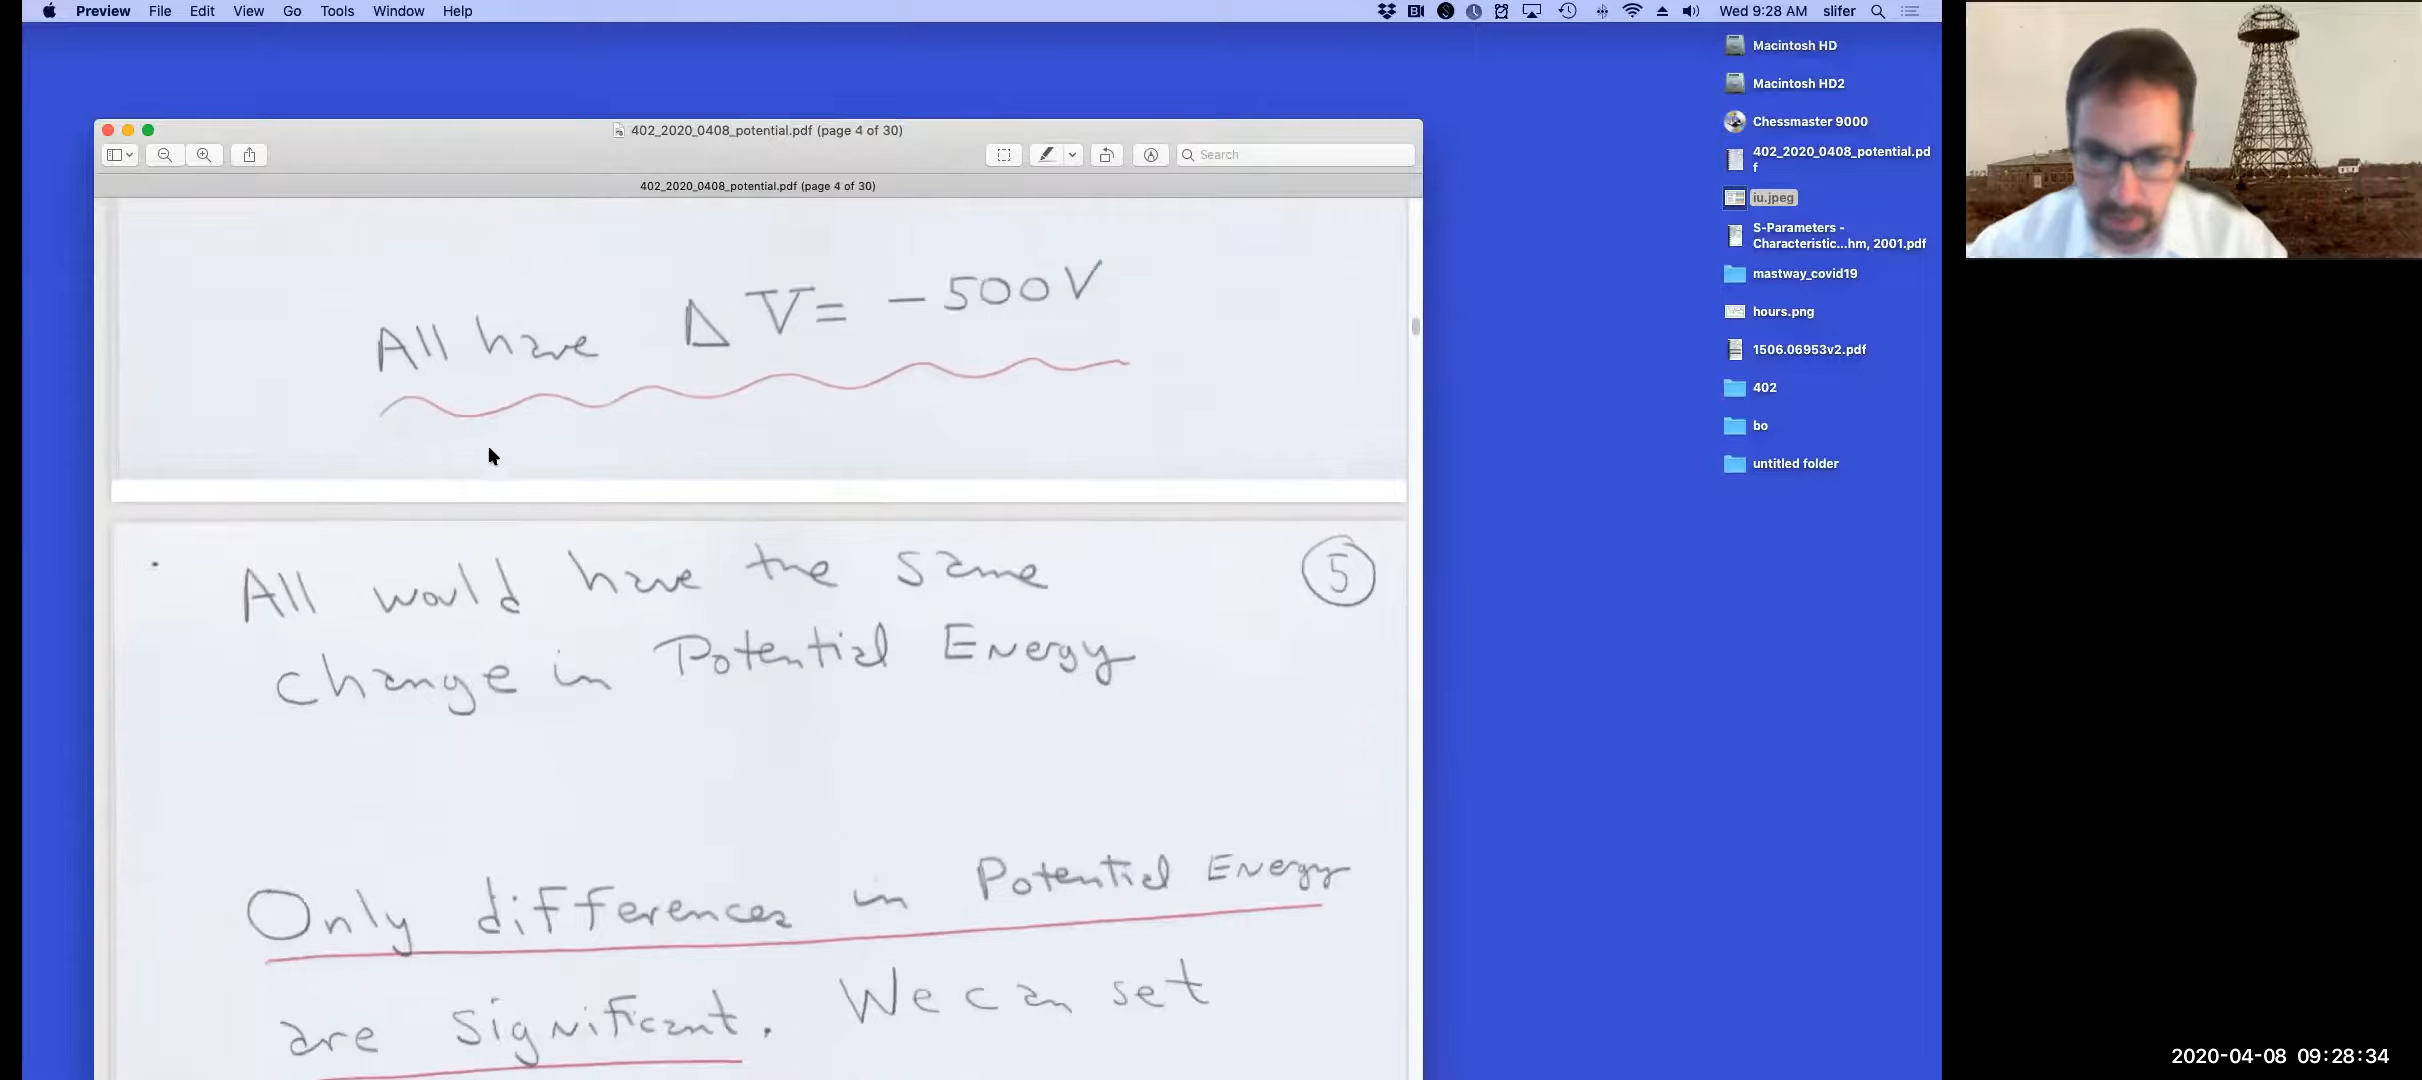 Preview File Edit View Go Tools Window Help
Wed 9:28 AM slifer
402_2020_0408_potential.pdf (page 4 of 30)
Search
402_2020_0408_potential.pdf (page 4 of 30)
All have Δ V = - 500 V
5
All would have the same
change in Potential Energy
Only differences in Potential Energy
are significant. We can set
Macintosh HD
Macintosh HD2
Chessmaster 9000
402_2020_0408_potential.pd
f
iu.jpeg
S-Parameters -
Characteristic...hm, 2001.pdf
mastway_covid19
hours.png
1506.06953v2.pdf
402
bo
untitled folder
2020-04-08 09:28:34